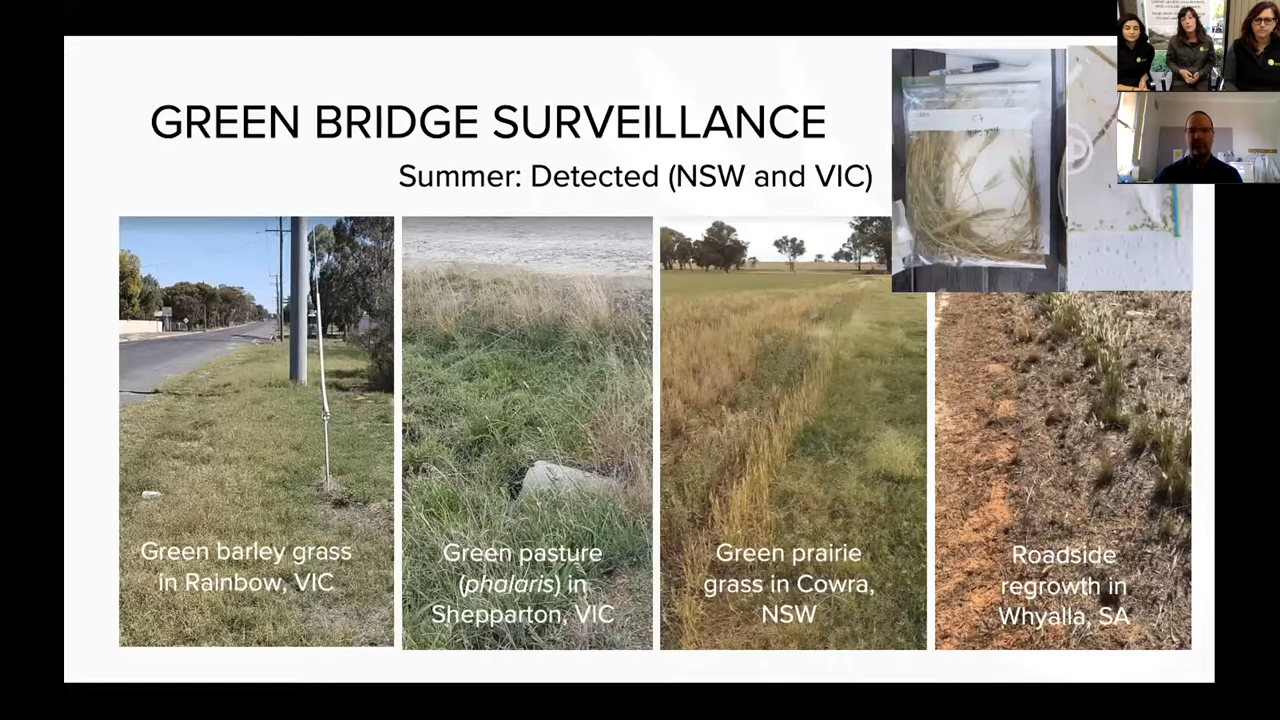 GREEN BRIDGE SURVEILLANCE
Summer: Detected (NSW and VIC)
Green barley grass
in Rainbow, VIC
Green pasture
(phalaris) in
Shepparton, VIC
Green prairie
grass in Cowra,
NSW
Roadside
regrowth in
Whyalla, SA